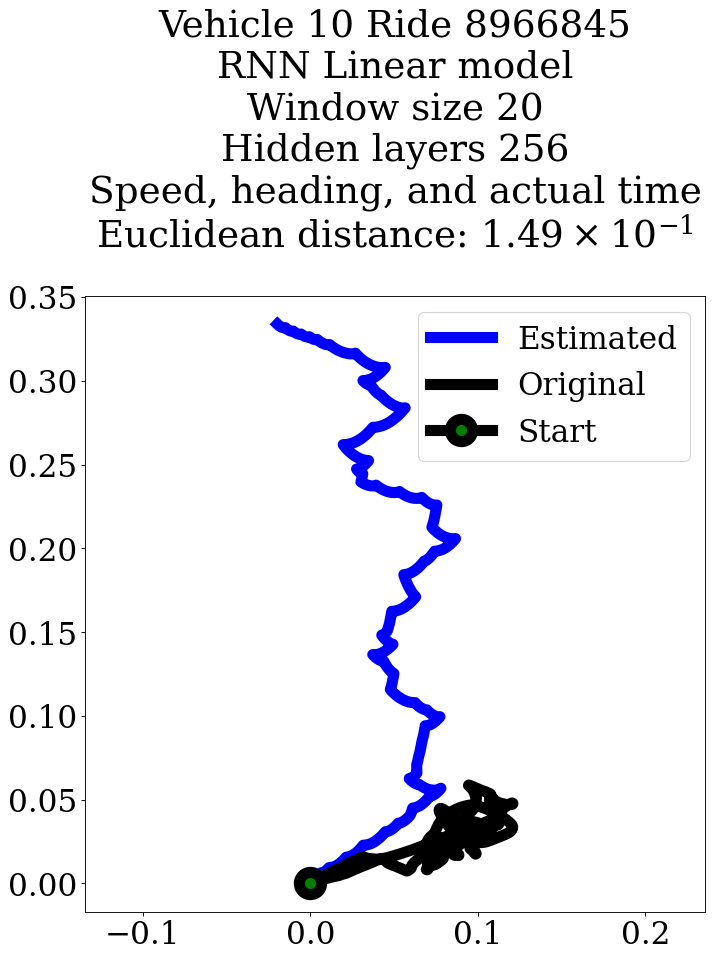 Vehicle 10 Ride 8966845
RNN Linear model
Window size 20
Hidden layers 256
Speed, heading, and actual time
Euclidean distance: 1.49 × 10⁻¹
0.35
0.30
0.25
0.20
0.15
0.10
0.05
0.00
Estimated
Original
Start
−0.1 0.0 0.1 0.2